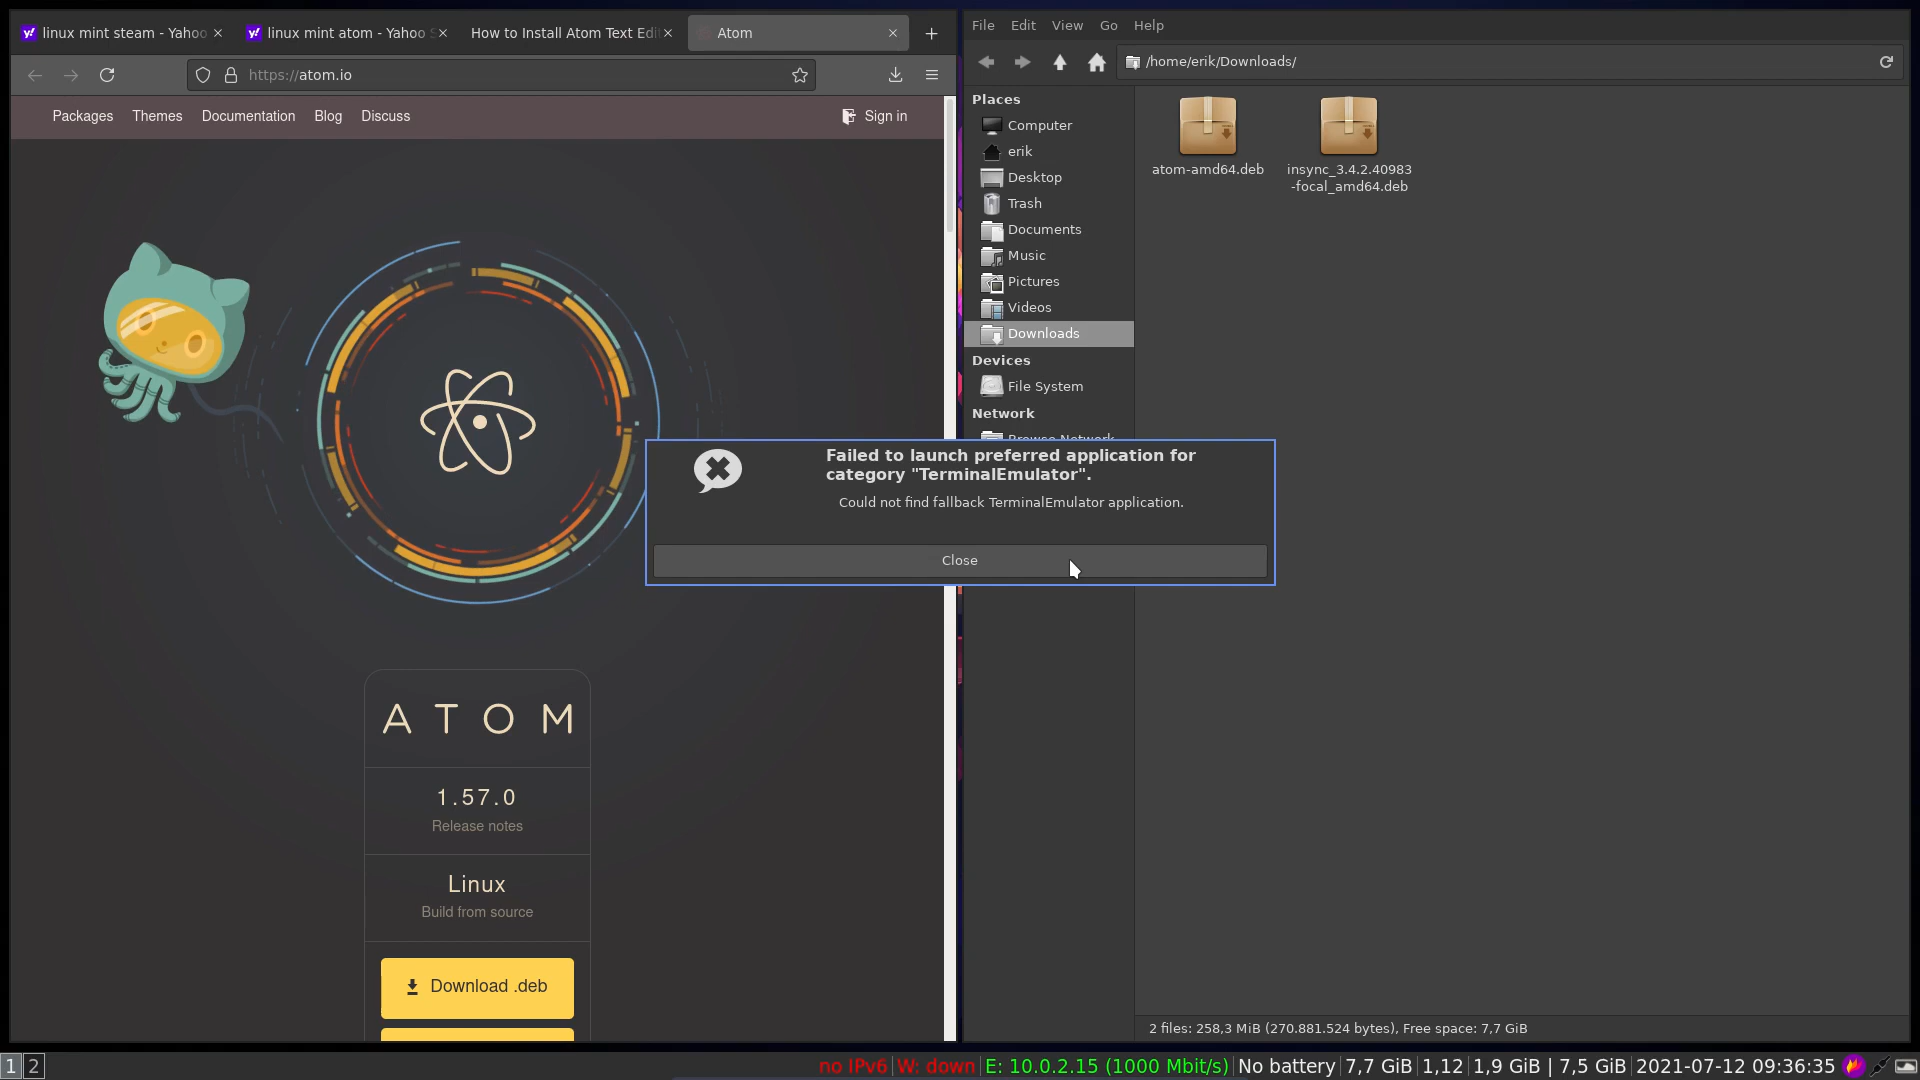 linux mint steam - Yahoo
linux mint atom - Yahoo S
How to Install Atom Text Edi
Atom
https://atom.io
Packages
Themes
Documentation
Blog
Discuss
Sign in
ATOM
1.57.0
Release notes
Linux
Build from source
Download .deb
File Edit View Go Help
/home/erik/Downloads/
Places
Computer
erik
Desktop
Trash
Documents
Music
Pictures
Videos
Downloads
Devices
File System
Network
Browse Network
atom-amd64.deb
insync_3.4.2.40983
-focal_amd64.deb
Failed to launch preferred application for
category "TerminalEmulator".
Could not find fallback TerminalEmulator application.
Close
2 files: 258,3 MiB (270.881.524 bytes), Free space: 7,7 GiB
1 2
no IPv6 | W: down | E: 10.0.2.15 (1000 Mbit/s) | No battery | 7,7 GiB | 1,12 | 1,9 GiB | 7,5 GiB | 2021-07-12 09:36:35